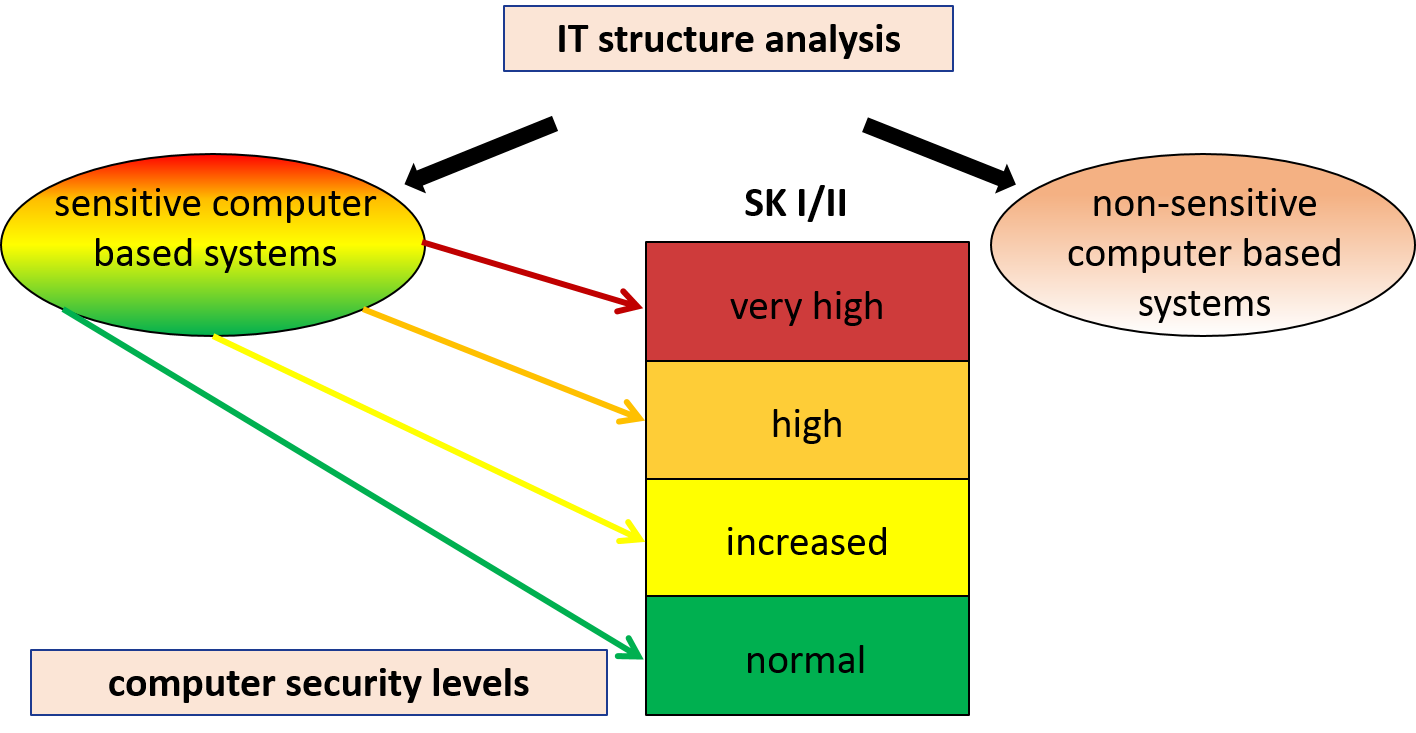 IT structure analysis
sensitive computer
based systems
SK I/II
non-sensitive
computer based
systems
very high
high
increased
normal
computer security levels